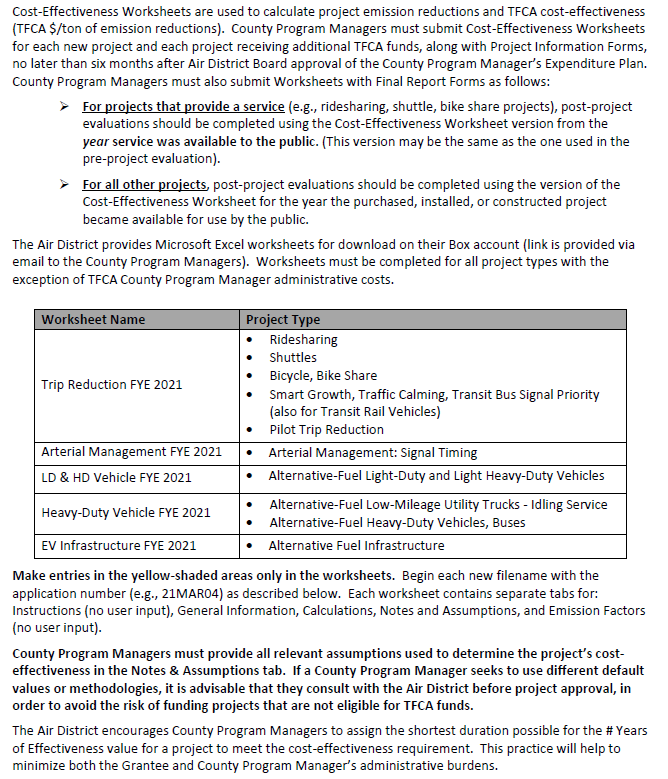 Cost-Effectiveness Worksheets are used to calculate project emission reductions and TFCA cost-effectiveness
(TFCA $/ton of emission reductions).  County Program Managers must submit Cost-Effectiveness Worksheets
for each new project and each project receiving additional TFCA funds, along with Project Information Forms,
no later than six months after Air District Board approval of the County Program Manager's Expenditure Plan.
County Program Managers must also submit Worksheets with Final Report Forms as follows:
➢ For projects that provide a service (e.g., ridesharing, shuttle, bike share projects), post-project
evaluations should be completed using the Cost-Effectiveness Worksheet version from the
year service was available to the public. (This version may be the same as the one used in the
pre-project evaluation).
➢ For all other projects, post-project evaluations should be completed using the version of the
Cost-Effectiveness Worksheet for the year the purchased, installed, or constructed project
became available for use by the public.
The Air District provides Microsoft Excel worksheets for download on their Box account (link is provided via
email to the County Program Managers).  Worksheets must be completed for all project types with the
exception of TFCA County Program Manager administrative costs.
Worksheet Name
Project Type
Trip Reduction FYE 2021
• Ridesharing
• Shuttles
• Bicycle, Bike Share
• Smart Growth, Traffic Calming, Transit Bus Signal Priority
(also for Transit Rail Vehicles)
• Pilot Trip Reduction
Arterial Management FYE 2021
• Arterial Management: Signal Timing
LD & HD Vehicle FYE 2021
• Alternative-Fuel Light-Duty and Light Heavy-Duty Vehicles
Heavy-Duty Vehicle FYE 2021
• Alternative-Fuel Low-Mileage Utility Trucks - Idling Service
• Alternative-Fuel Heavy-Duty Vehicles, Buses
EV Infrastructure FYE 2021
• Alternative Fuel Infrastructure
Make entries in the yellow-shaded areas only in the worksheets.  Begin each new filename with the
application number (e.g., 21MAR04) as described below.  Each worksheet contains separate tabs for:
Instructions (no user input), General Information, Calculations, Notes and Assumptions, and Emission Factors
(no user input).
County Program Managers must provide all relevant assumptions used to determine the project's cost-
effectiveness in the Notes & Assumptions tab.  If a County Program Manager seeks to use different default
values or methodologies, it is advisable that they consult with the Air District before project approval, in
order to avoid the risk of funding projects that are not eligible for TFCA funds.
The Air District encourages County Program Managers to assign the shortest duration possible for the # Years
of Effectiveness value for a project to meet the cost-effectiveness requirement.  This practice will help to
minimize both the Grantee and County Program Manager's administrative burdens.